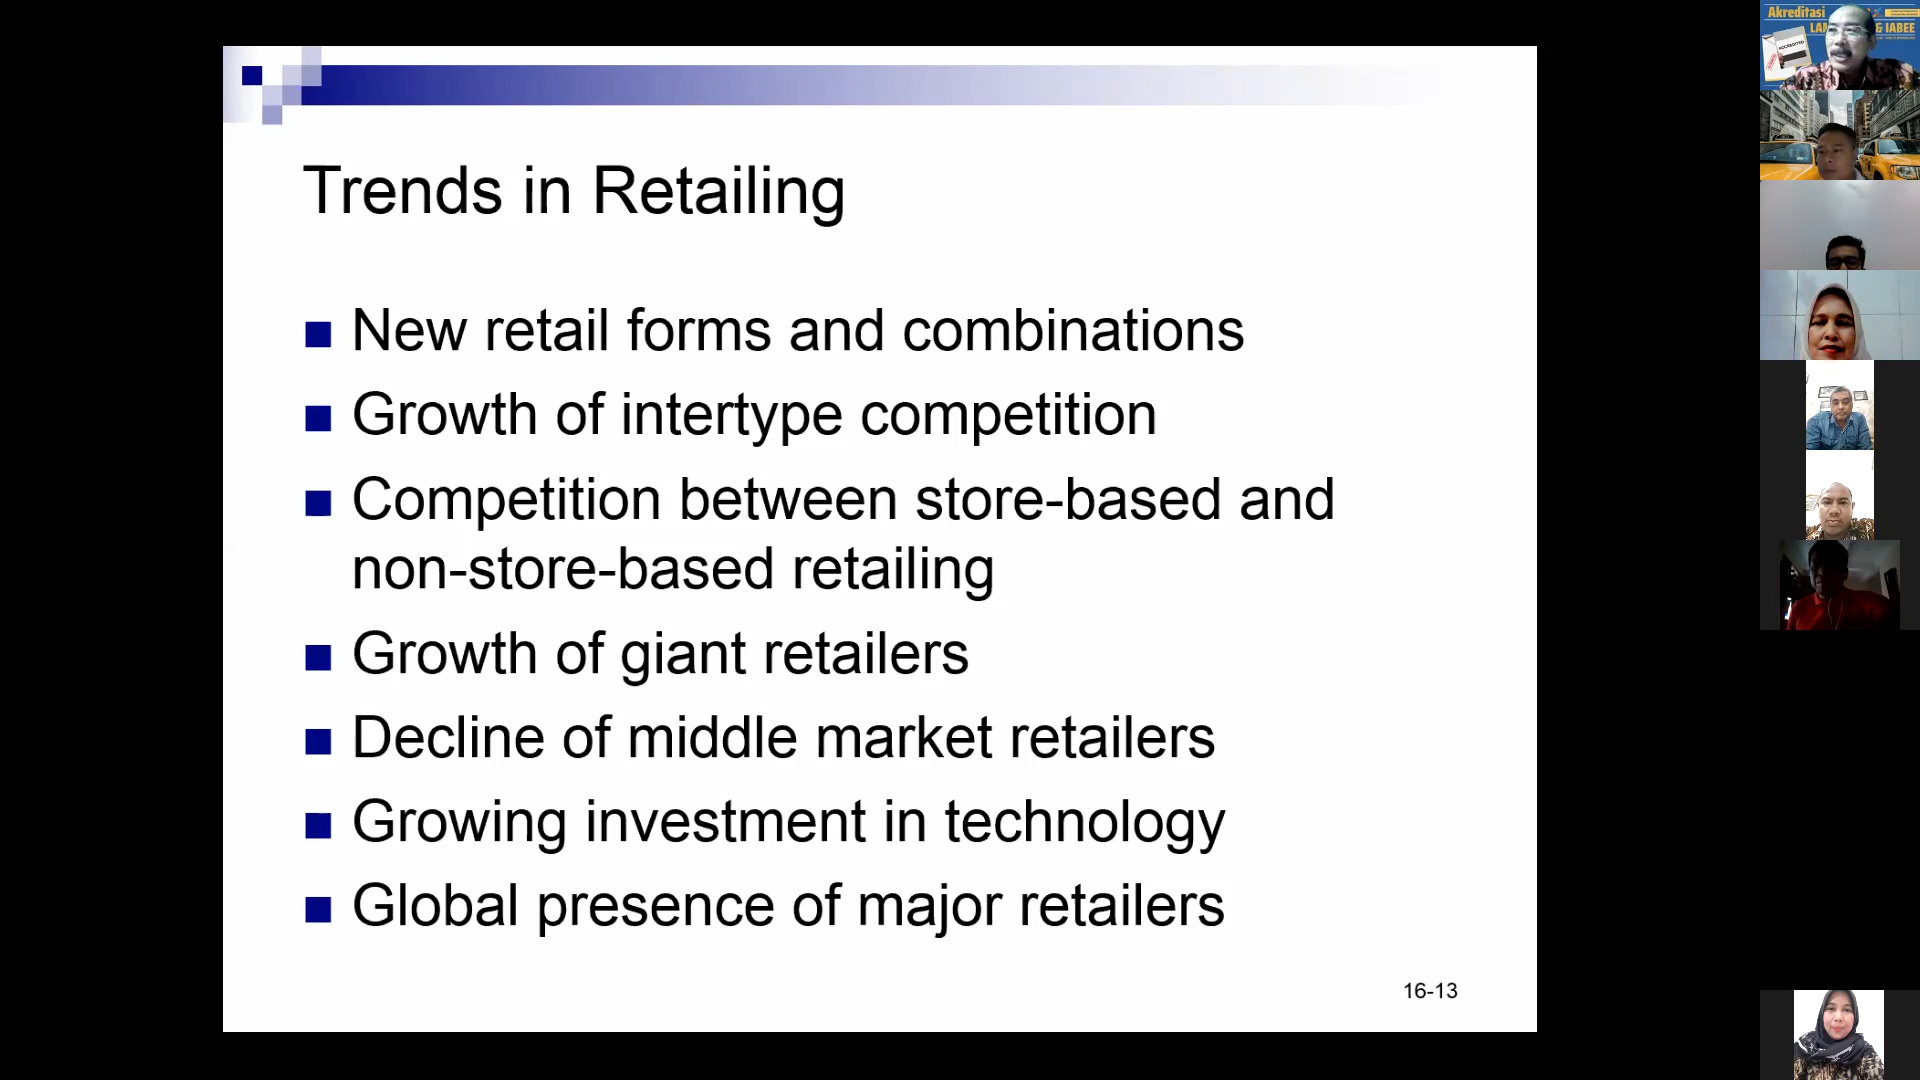 Trends in Retailing
New retail forms and combinations
Growth of intertype competition
Competition between store-based and
non-store-based retailing
Growth of giant retailers
Decline of middle market retailers
Growing investment in technology
Global presence of major retailers
16-13
Akreditasi
& IABEE
ACCREDITED